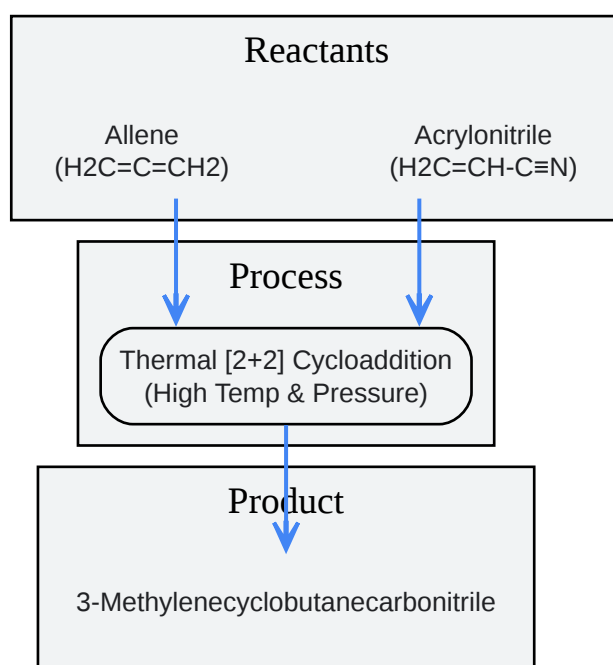 Reactants
Allene
(H2C=C=CH2)
Acrylonitrile
(H2C=CH-C≡N)
Process
Thermal [2+2] Cycloaddition
(High Temp & Pressure)
Product
3-Methylenecyclobutanecarbonitrile